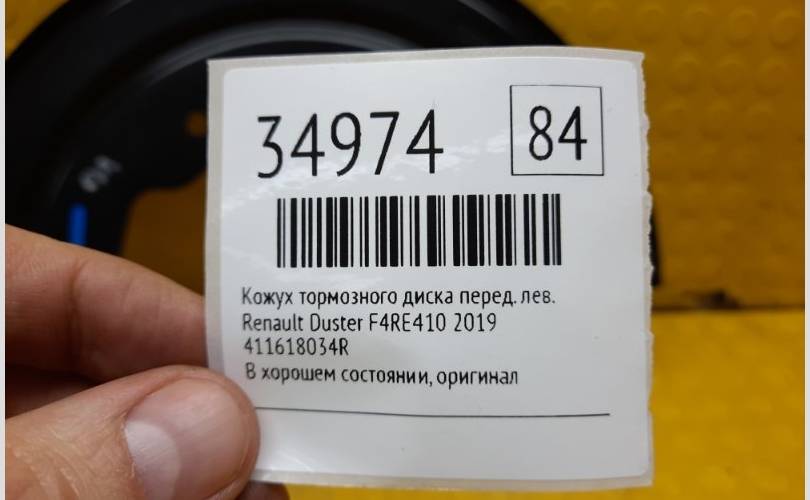 34974
84
Кожух тормозного диска перед. лев.
Renault Duster F4RE410 2019
411618034R
В хорошем состоянии, оригинал